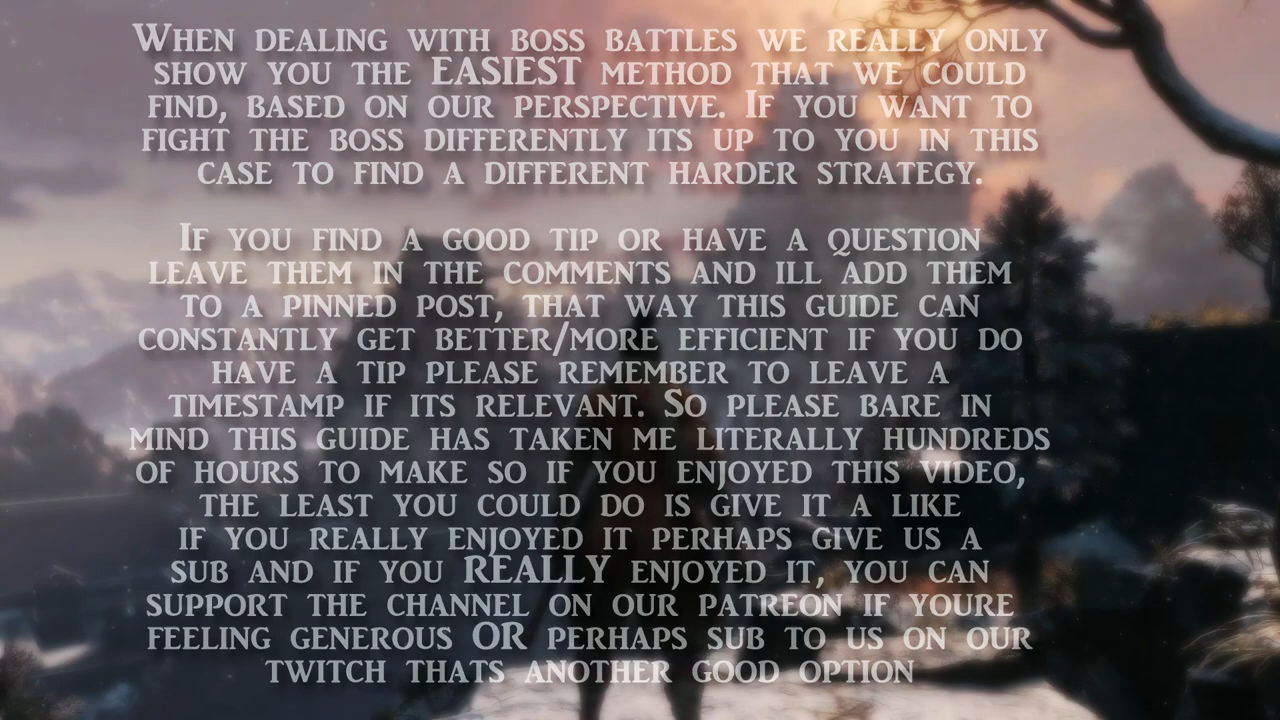 When dealing with boss battles we really only
show you the EASIEST method that we could
find, based on our perspective. If you want to
fight the boss differently its up to you in this
case to find a different harder strategy.
If you find a good tip or have a question
leave them in the comments and ill add them
to a pinned post, that way this guide can
constantly get better/more efficient if you do
have a tip please remember to leave a
timestamp if its relevant. So please bare in
mind this guide has taken me literally hundreds
of hours to make so if you enjoyed this video,
the least you could do is give it a like
if you really enjoyed it perhaps give us a
sub and if you REALLY enjoyed it, you can
support the channel on our patreon if youre
feeling generous OR perhaps sub to us on our
twitch thats another good option